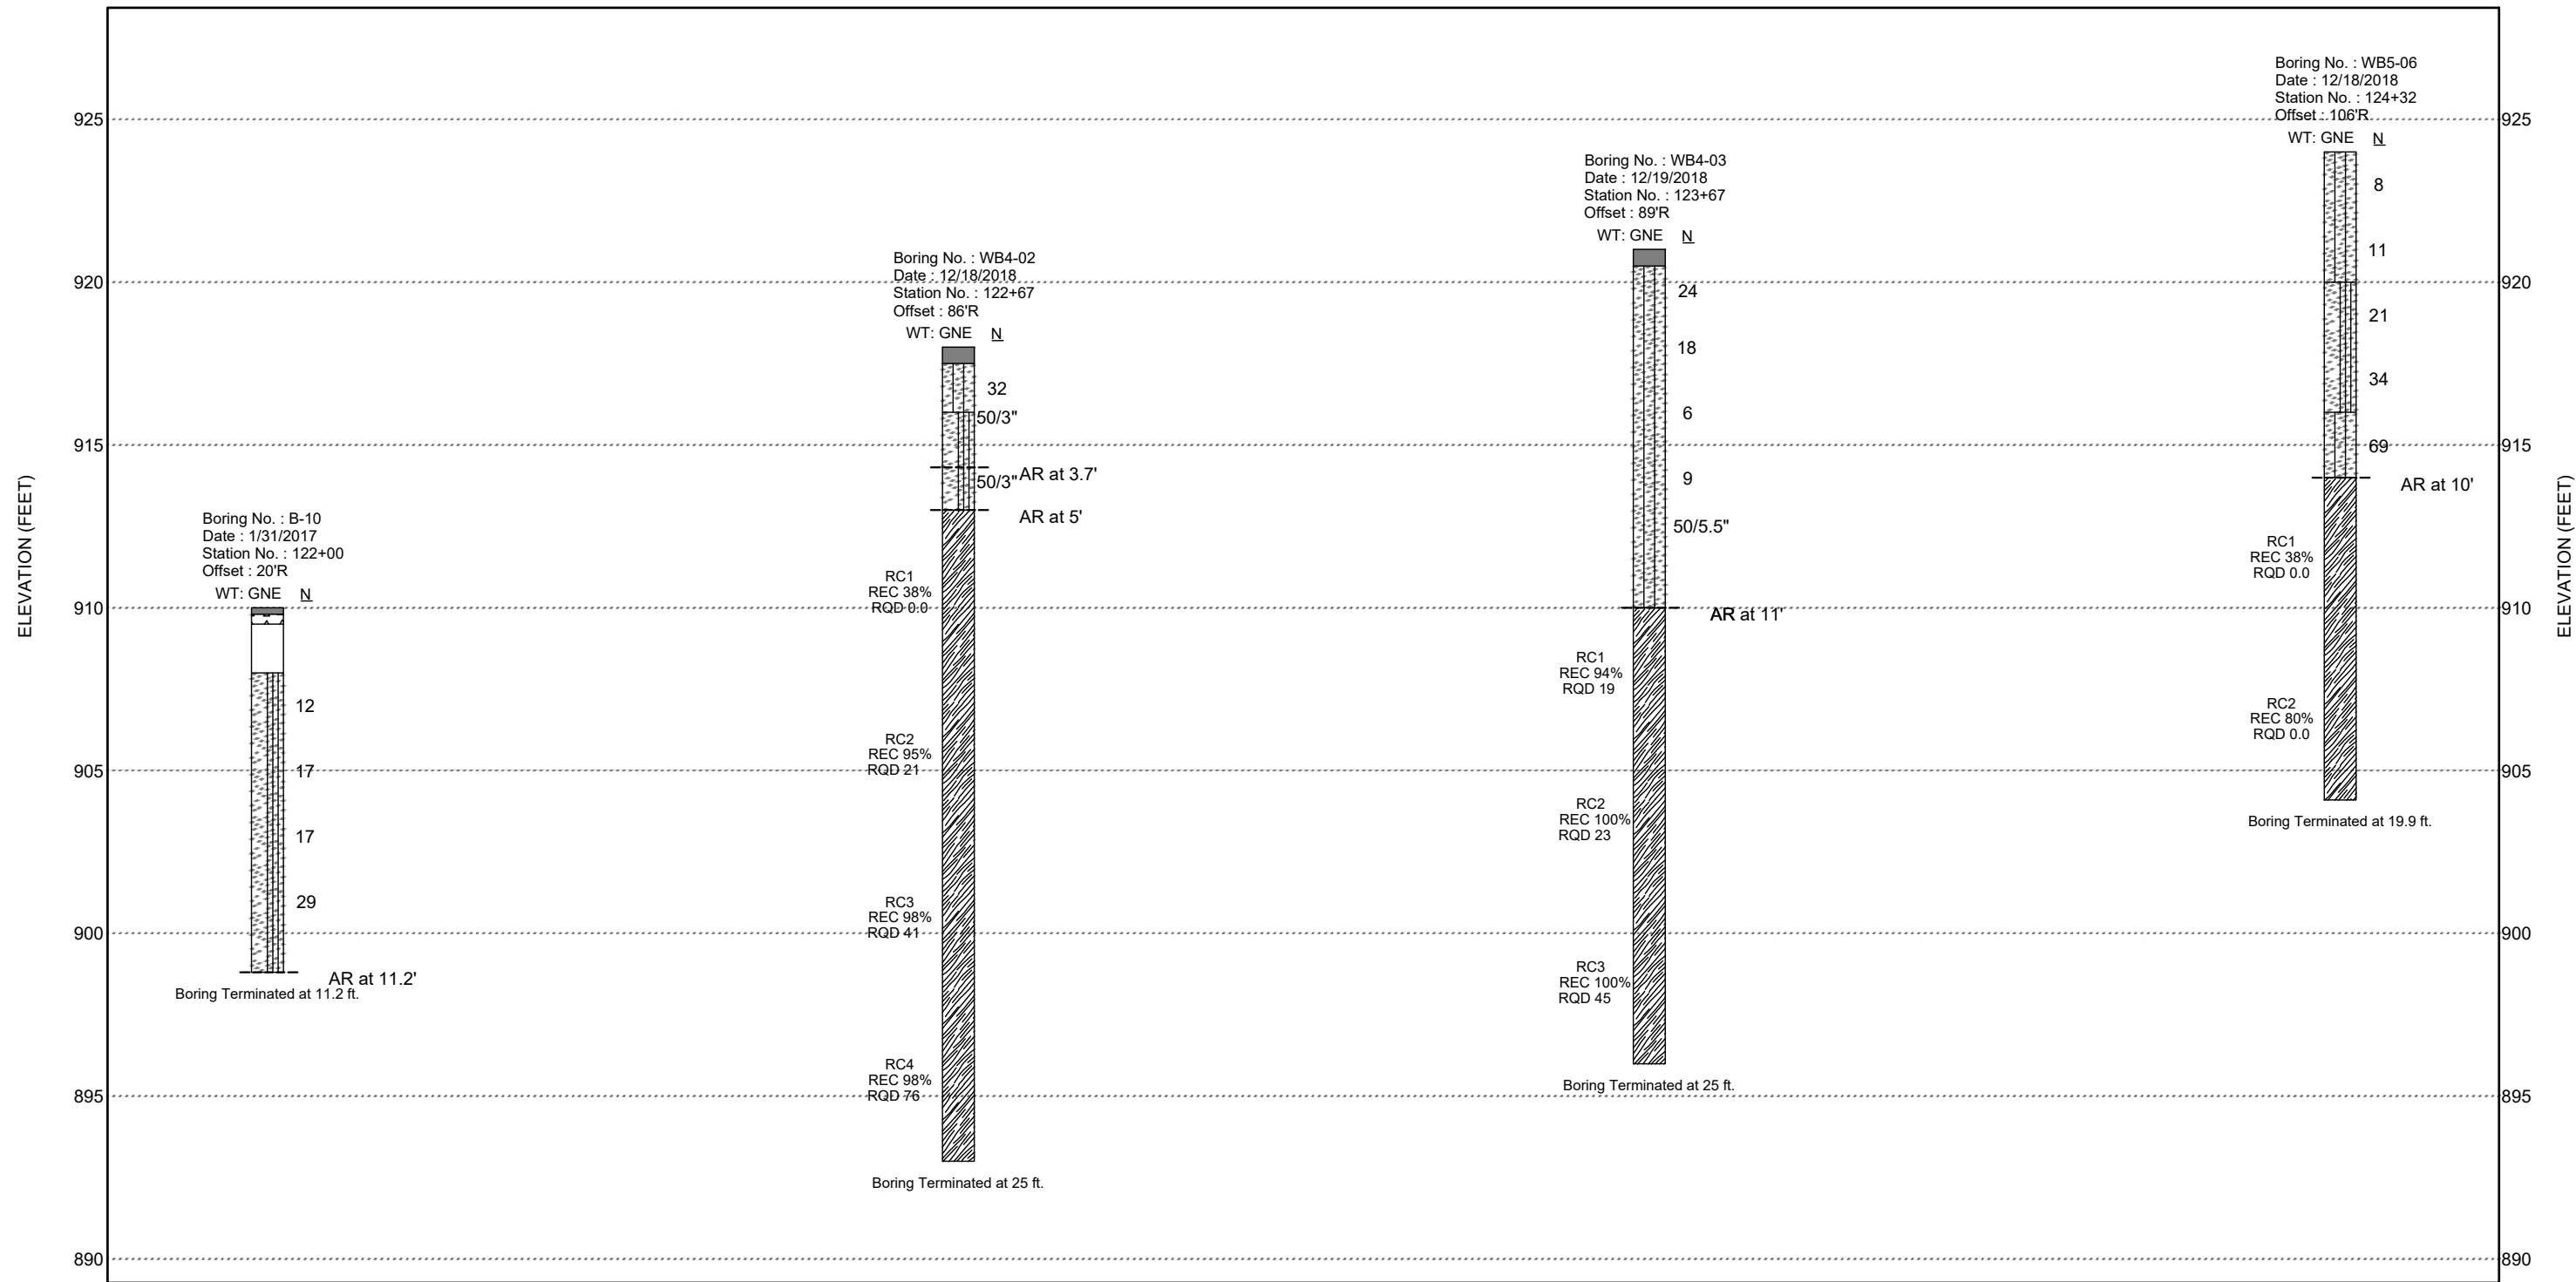 ELEVATION (FEET)
925
920
915
910
905
900
895
890
Boring No. : B-10
Date : 1/31/2017
Station No. : 122+00
Offset : 20'R
WT: GNE N
12
17
17
29
AR at 11.2'
Boring Terminated at 11.2 ft.
Boring No. : WB4-02
Date : 12/18/2018
Station No. : 122+67
Offset : 86'R
WT: GNE N
32
50/3"
AR at 3.7'
50/3"
AR at 5'
RC1
REC 38%
RQD 0.0
RC2
REC 95%
RQD 21
RC3
REC 98%
RQD 41
RC4
REC 98%
RQD 76
Boring Terminated at 25 ft.
Boring No. : WB4-03
Date : 12/19/2018
Station No. : 123+67
Offset : 89'R
WT: GNE N
24
18
6
9
50/5.5"
AR at 11'
RC1
REC 94%
RQD 19
RC2
REC 100%
RQD 23
RC3
REC 100%
RQD 45
Boring Terminated at 25 ft.
Boring No. : WB5-06
Date : 12/18/2018
Station No. : 124+32
Offset : 106'R
WT: GNE N
8
11
21
34
69
AR at 10'
RC1
REC 38%
RQD 0.0
RC2
REC 80%
RQD 0.0
Boring Terminated at 19.9 ft.
925
920
915
910
905
900
895
890
ELEVATION (FEET)